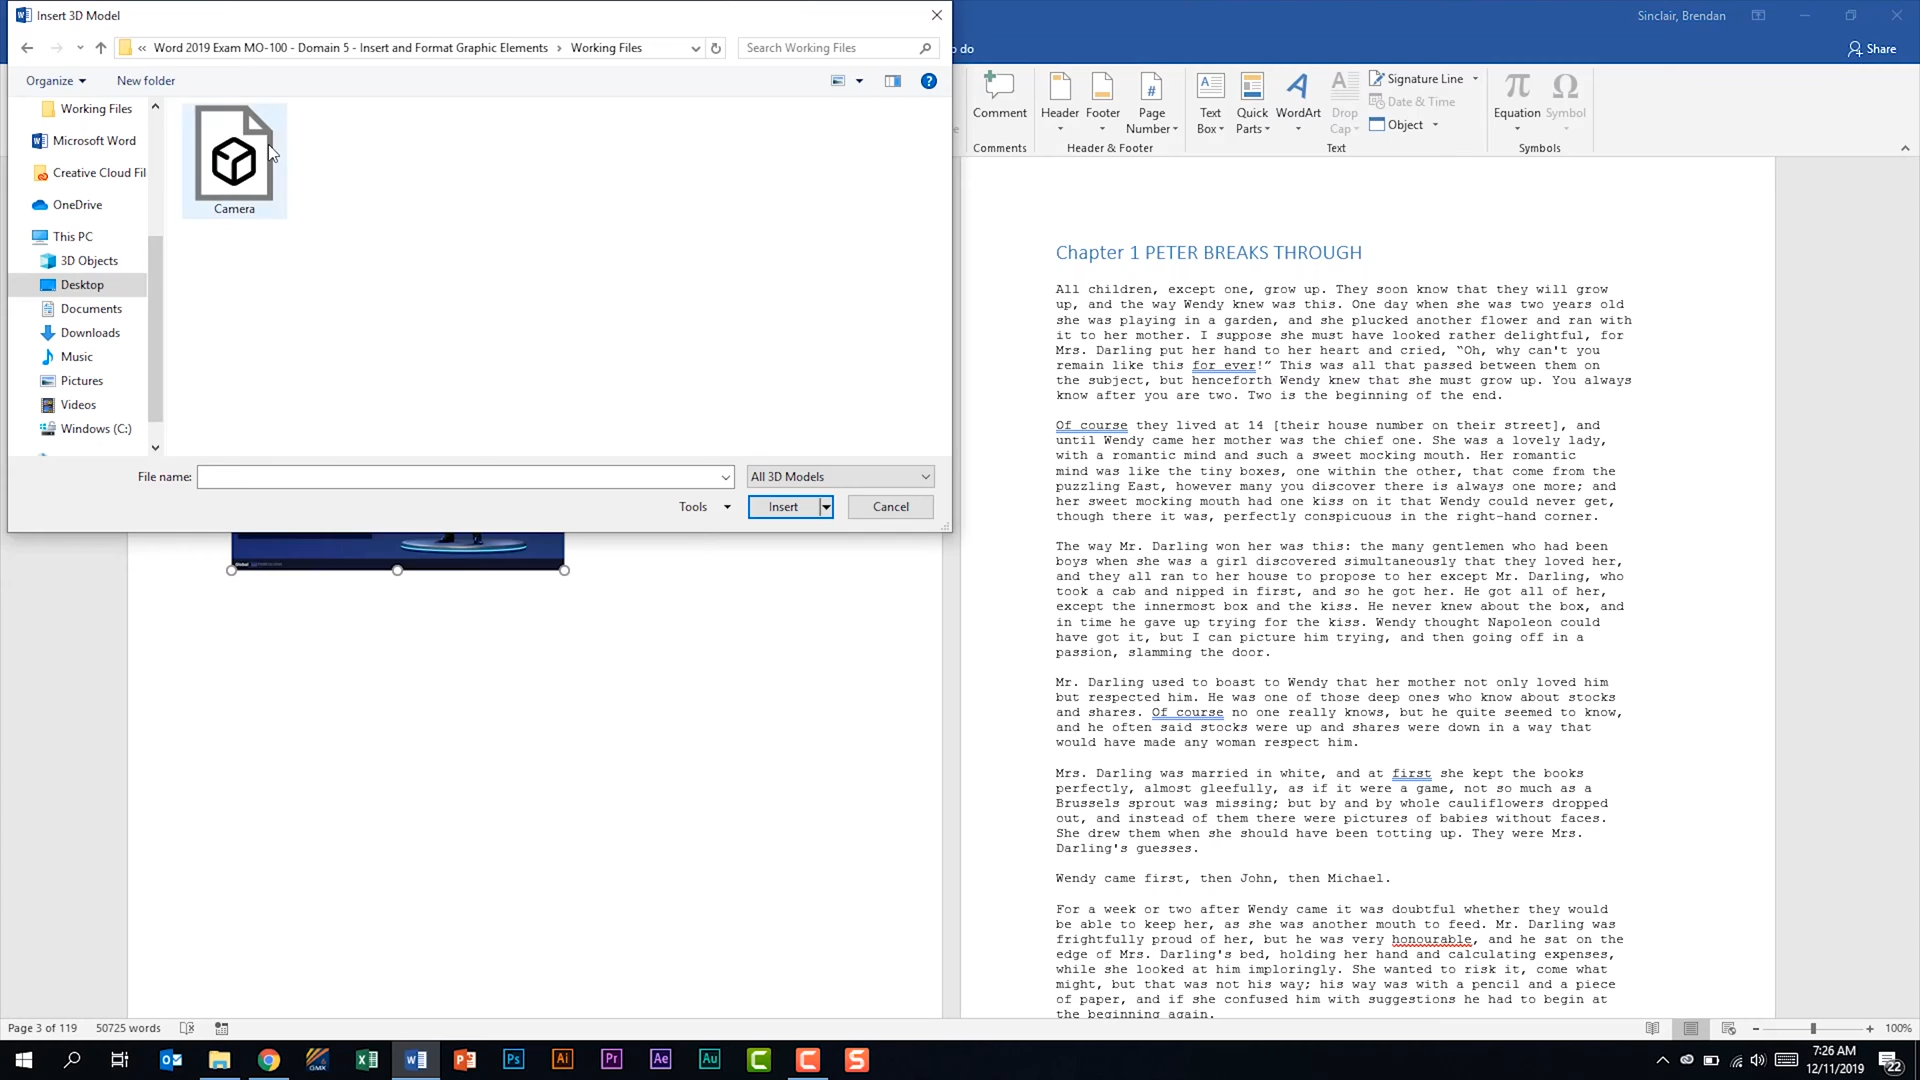 Insert 3D Model
Sinclair, Brendan
« Word 2019 Exam MO-100 - Domain 5 - Insert and Format Graphic Elements › Working Files
Search Working Files
o do
Share
Organize
New folder
Working Files
Microsoft Word
Creative Cloud Fil
OneDrive
This PC
3D Objects
Desktop
Documents
Downloads
Music
Pictures
Videos
Windows (C:)
Camera
File name:
All 3D Models
Tools
Insert
Cancel
Comment
Header
Footer
Page
Number
Text
Box
Quick
Parts
WordArt
Drop
Cap
Signature Line
Date & Time
Object
Equation
Symbol
Comments
Header & Footer
Text
Symbols
Chapter 1 PETER BREAKS THROUGH
All children, except one, grow up. They soon know that they will grow
up, and the way Wendy knew was this. One day when she was two years old
she was playing in a garden, and she plucked another flower and ran with
it to her mother. I suppose she must have looked rather delightful, for
Mrs. Darling put her hand to her heart and cried, “Oh, why can't you
remain like this for ever!” This was all that passed between them on
the subject, but henceforth Wendy knew that she must grow up. You always
know after you are two. Two is the beginning of the end.
Of course they lived at 14 [their house number on their street], and
until Wendy came her mother was the chief one. She was a lovely lady,
with a romantic mind and such a sweet mocking mouth. Her romantic
mind was like the tiny boxes, one within the other, that come from the
puzzling East, however many you discover there is always one more; and
her sweet mocking mouth had one kiss on it that Wendy could never get,
though there it was, perfectly conspicuous in the right-hand corner.
The way Mr. Darling won her was this: the many gentlemen who had been
boys when she was a girl discovered simultaneously that they loved her,
and they all ran to her house to propose to her except Mr. Darling, who
took a cab and nipped in first, and so he got her. He got all of her,
except the innermost box and the kiss. He never knew about the box, and
in time he gave up trying for the kiss. Wendy thought Napoleon could
have got it, but I can picture him trying, and then going off in a
passion, slamming the door.
Mr. Darling used to boast to Wendy that her mother not only loved him
but respected him. He was one of those deep ones who know about stocks
and shares. Of course no one really knows, but he quite seemed to know,
and he often said stocks were up and shares were down in a way that
would have made any woman respect him.
Mrs. Darling was married in white, and at first she kept the books
perfectly, almost gleefully, as if it were a game, not so much as a
Brussels sprout was missing; but by and by whole cauliflowers dropped
out, and instead of them there were pictures of babies without faces.
She drew them when she should have been totting up. They were Mrs.
Darling's guesses.
Wendy came first, then John, then Michael.
For a week or two after Wendy came it was doubtful whether they would
be able to keep her, as she was another mouth to feed. Mr. Darling was
frightfully proud of her, but he was very honourable, and he sat on the
edge of Mrs. Darling's bed, holding her hand and calculating expenses,
while she looked at him imploringly. She wanted to risk it, come what
might, but that was not his way; his way was with a pencil and a piece
of paper, and if she confused him with suggestions he had to begin at
the beginning again.
Page 3 of 119
50725 words
100%
7:26 AM
12/11/2019
22